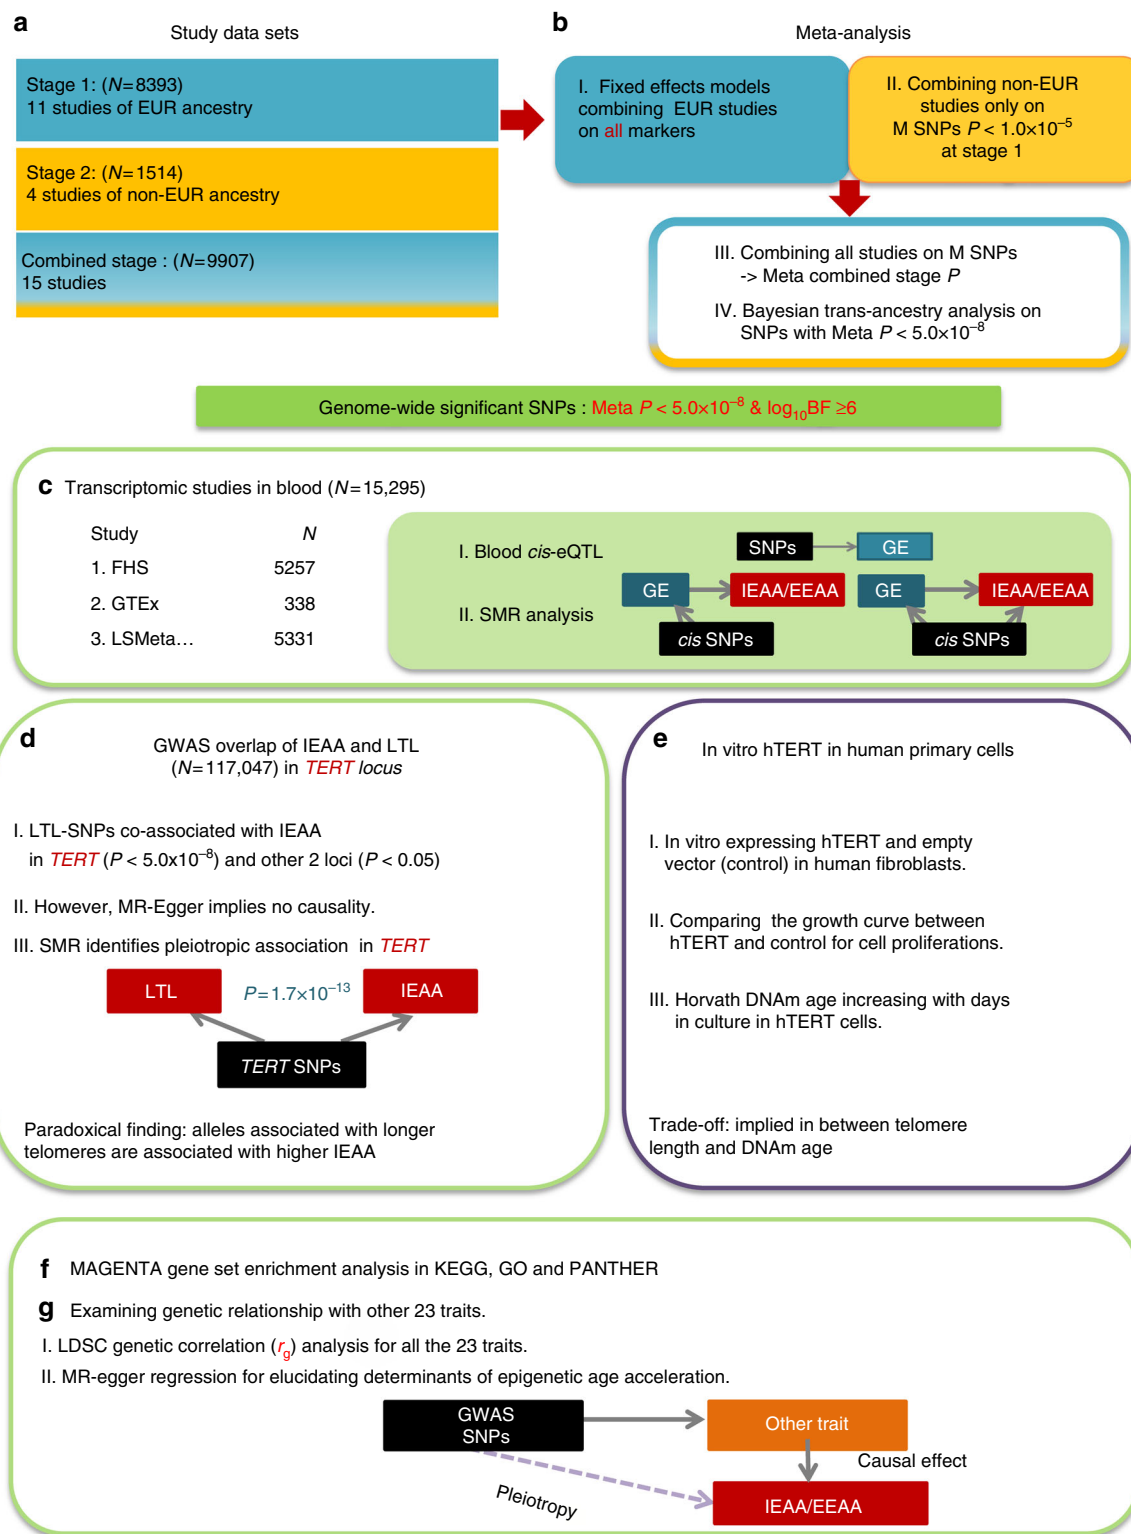 a
Study data sets
Stage 1: (N=8393)
11 studies of EUR ancestry
Stage 2: (N=1514)
4 studies of non-EUR ancestry
Combined stage : (N=9907)
15 studies
b
Meta-analysis
I. Fixed effects models
combining EUR studies
on all markers
II. Combining non-EUR
studies only on
M SNPs P < 1.0×10⁻⁵
at stage 1
III. Combining all studies on M SNPs
-> Meta combined stage P
IV. Bayesian trans-ancestry analysis on
SNPs with Meta P < 5.0×10⁻⁸
Genome-wide significant SNPs : Meta P < 5.0×10⁻⁸ & log₁₀BF ≥6
c Transcriptomic studies in blood (N=15,295)
Study N
1. FHS 5257
2. GTEx 338
3. LSMeta… 5331
I. Blood cis-eQTL
SNPs
GE
II. SMR analysis
GE
IEAA/EEAA
cis SNPs
GE
IEAA/EEAA
cis SNPs
d
GWAS overlap of IEAA and LTL
(N=117,047) in TERT locus
I. LTL-SNPs co-associated with IEAA
in TERT (P < 5.0x10⁻⁸) and other 2 loci (P < 0.05)
II. However, MR-Egger implies no causality.
III. SMR identifies pleiotropic association in TERT
LTL
P=1.7×10⁻¹³
IEAA
TERT SNPs
Paradoxical finding: alleles associated with longer
telomeres are associated with higher IEAA
e
In vitro hTERT in human primary cells
I. In vitro expressing hTERT and empty
vector (control) in human fibroblasts.
II. Comparing the growth curve between
hTERT and control for cell proliferations.
III. Horvath DNAm age increasing with days
in culture in hTERT cells.
Trade-off: implied in between telomere
length and DNAm age
f MAGENTA gene set enrichment analysis in KEGG, GO and PANTHER
g Examining genetic relationship with other 23 traits.
I. LDSC genetic correlation (r_g) analysis for all the 23 traits.
II. MR-egger regression for elucidating determinants of epigenetic age acceleration.
GWAS
SNPs
Other trait
Causal effect
Pleiotropy
IEAA/EEAA